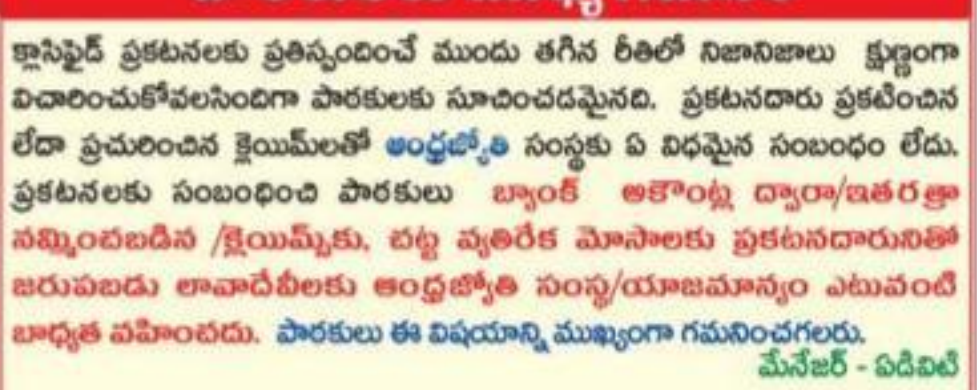 క్లాసిఫైడ్ ప్రకటనలకు ప్రతిస్పందించే ముందు తగిన రీతిలో నిజానిజాలు క్షుణ్ణంగా
విచారించుకోవలసిందిగా పాఠకులకు సూచించడమైనది. ప్రకటనదారు ప్రకటించిన
లేదా ప్రచురించిన క్లెయిమ్‌లతో ఆంధ్రజ్యోతి సంస్థకు ఏ విధమైన సంబంధం లేదు.
ప్రకటనలకు సంబంధించి పాఠకులు బ్యాంక్ అకౌంట్ల ద్వారా/ఇతరత్రా
నమ్మించబడిన /క్లెయిమ్స్‌కు, చట్ట వ్యతిరేక మోసాలకు ప్రకటనదారునితో
జరుపబడు లావాదేవీలకు ఆంధ్రజ్యోతి సంస్థ/యాజమాన్యం ఎటువంటి
బాధ్యత వహించదు. పాఠకులు ఈ విషయాన్ని ముఖ్యంగా గమనించగలరు.
మేనేజర్ - ఏడివిటి